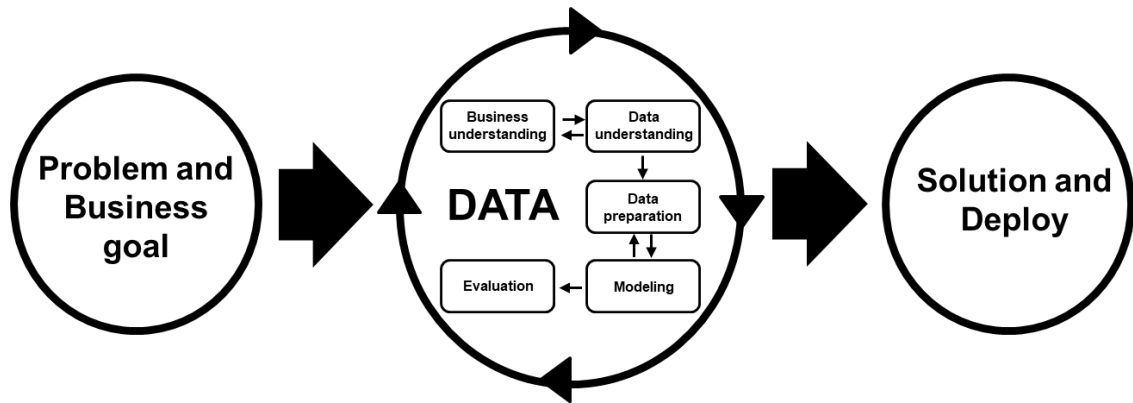 Problem and
Business
goal
Business
understanding
Data
understanding
DATA
Data
preparation
Evaluation
Modeling
Solution and
Deploy